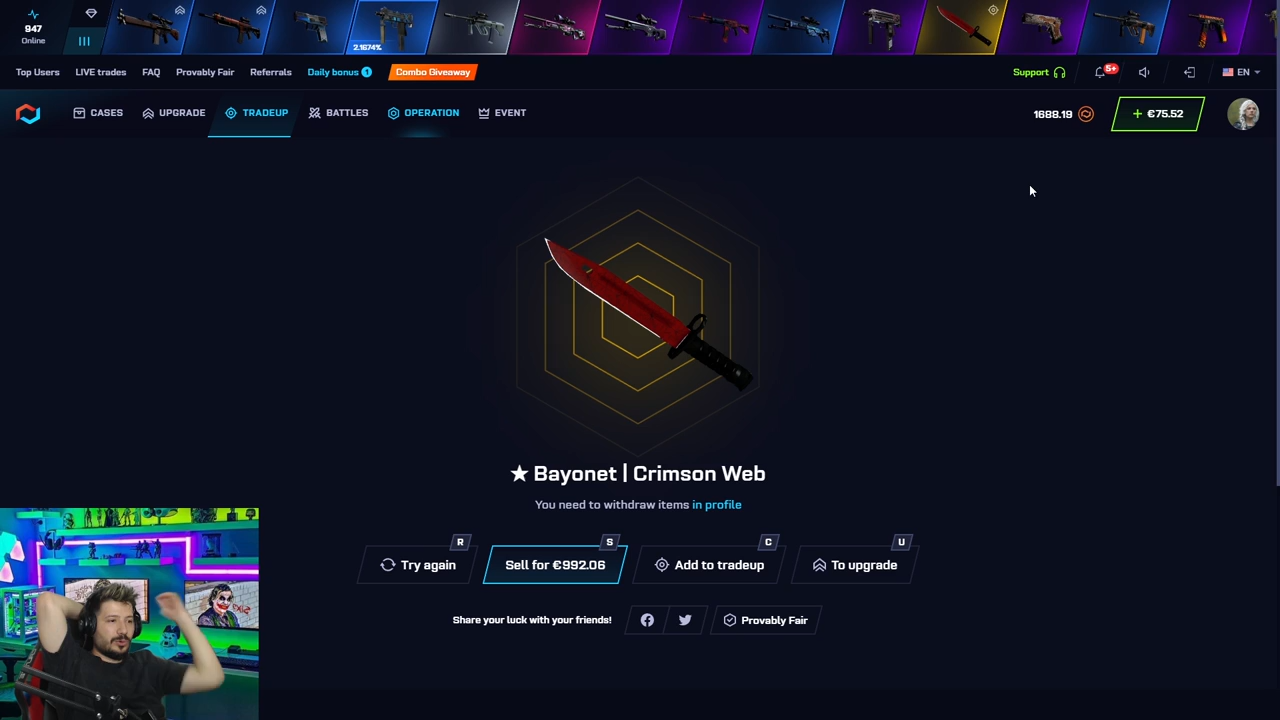 947
Online
2.1674%
Top Users
LIVE trades
FAQ
Provably Fair
Referrals
Daily bonus 1
Combo Giveaway
Support
5+
EN
CASES
UPGRADE
TRADEUP
BATTLES
OPERATION
EVENT
1688.19
+ €75.52
★ Bayonet | Crimson Web
You need to withdraw items in profile
R
Try again
S
Sell for €992.06
C
Add to tradeup
U
To upgrade
Share your luck with your friends!
Provably Fair